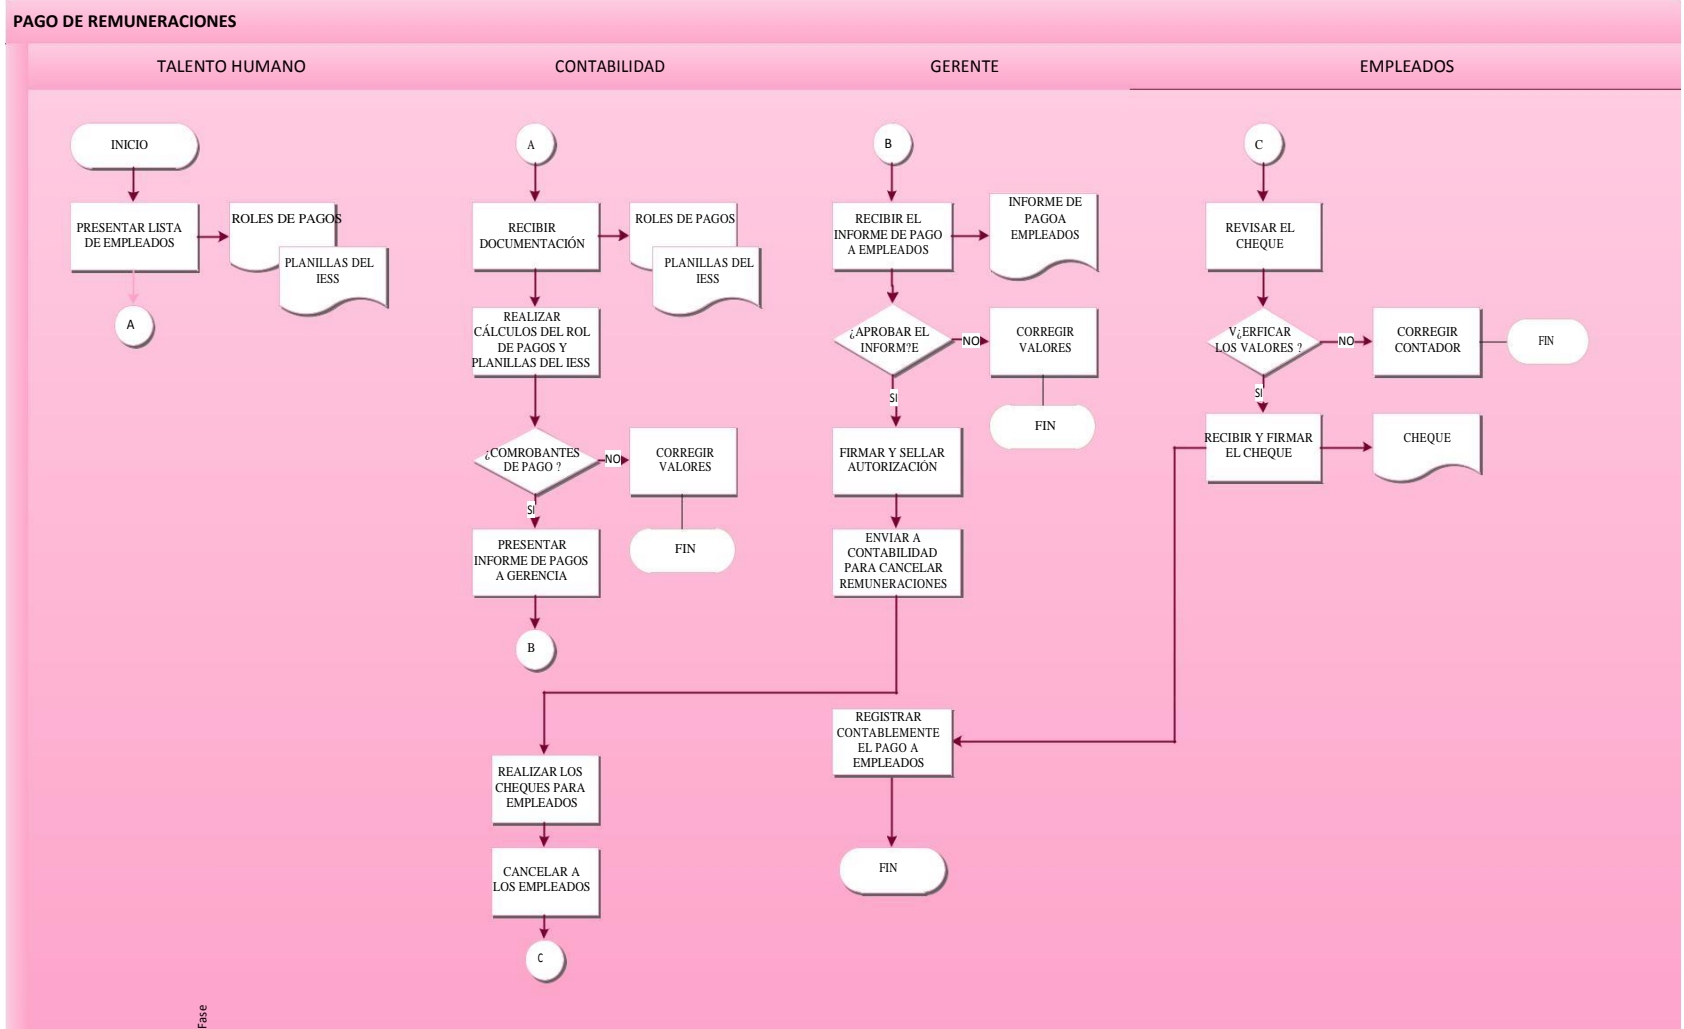 PAGO DE REMUNERACIONES
TALENTO HUMANO
CONTABILIDAD
GERENTE
EMPLEADOS
INICIO
PRESENTAR LISTA
DE EMPLEADOS
ROLES DE PAGOS
PLANILLAS DEL
IESS
A
A
RECIBIR
DOCUMENTACIÓN
ROLES DE PAGOS
PLANILLAS DEL
IESS
REALIZAR
CÁLCULOS DEL ROL
DE PAGOS Y
PLANILLAS DEL IESS
¿COMROBANTES
DE PAGO ?
NO
CORREGIR
VALORES
FIN
SI
PRESENTAR
INFORME DE PAGOS
A GERENCIA
B
REALIZAR LOS
CHEQUES PARA
EMPLEADOS
CANCELAR A
LOS EMPLEADOS
C
B
RECIBIR EL
INFORME DE PAGO
A EMPLEADOS
INFORME DE
PAGOA
EMPLEADOS
¿APROBAR EL
INFORM?E
NO
CORREGIR
VALORES
FIN
SI
FIRMAR Y SELLAR
AUTORIZACIÓN
ENVIAR A
CONTABILIDAD
PARA CANCELAR
REMUNERACIONES
REGISTRAR
CONTABLEMENTE
EL PAGO A
EMPLEADOS
FIN
C
REVISAR EL
CHEQUE
V¿ERFICAR
LOS VALORES ?
NO
CORREGIR
CONTADOR
FIN
SI
RECIBIR Y FIRMAR
EL CHEQUE
CHEQUE
Fase